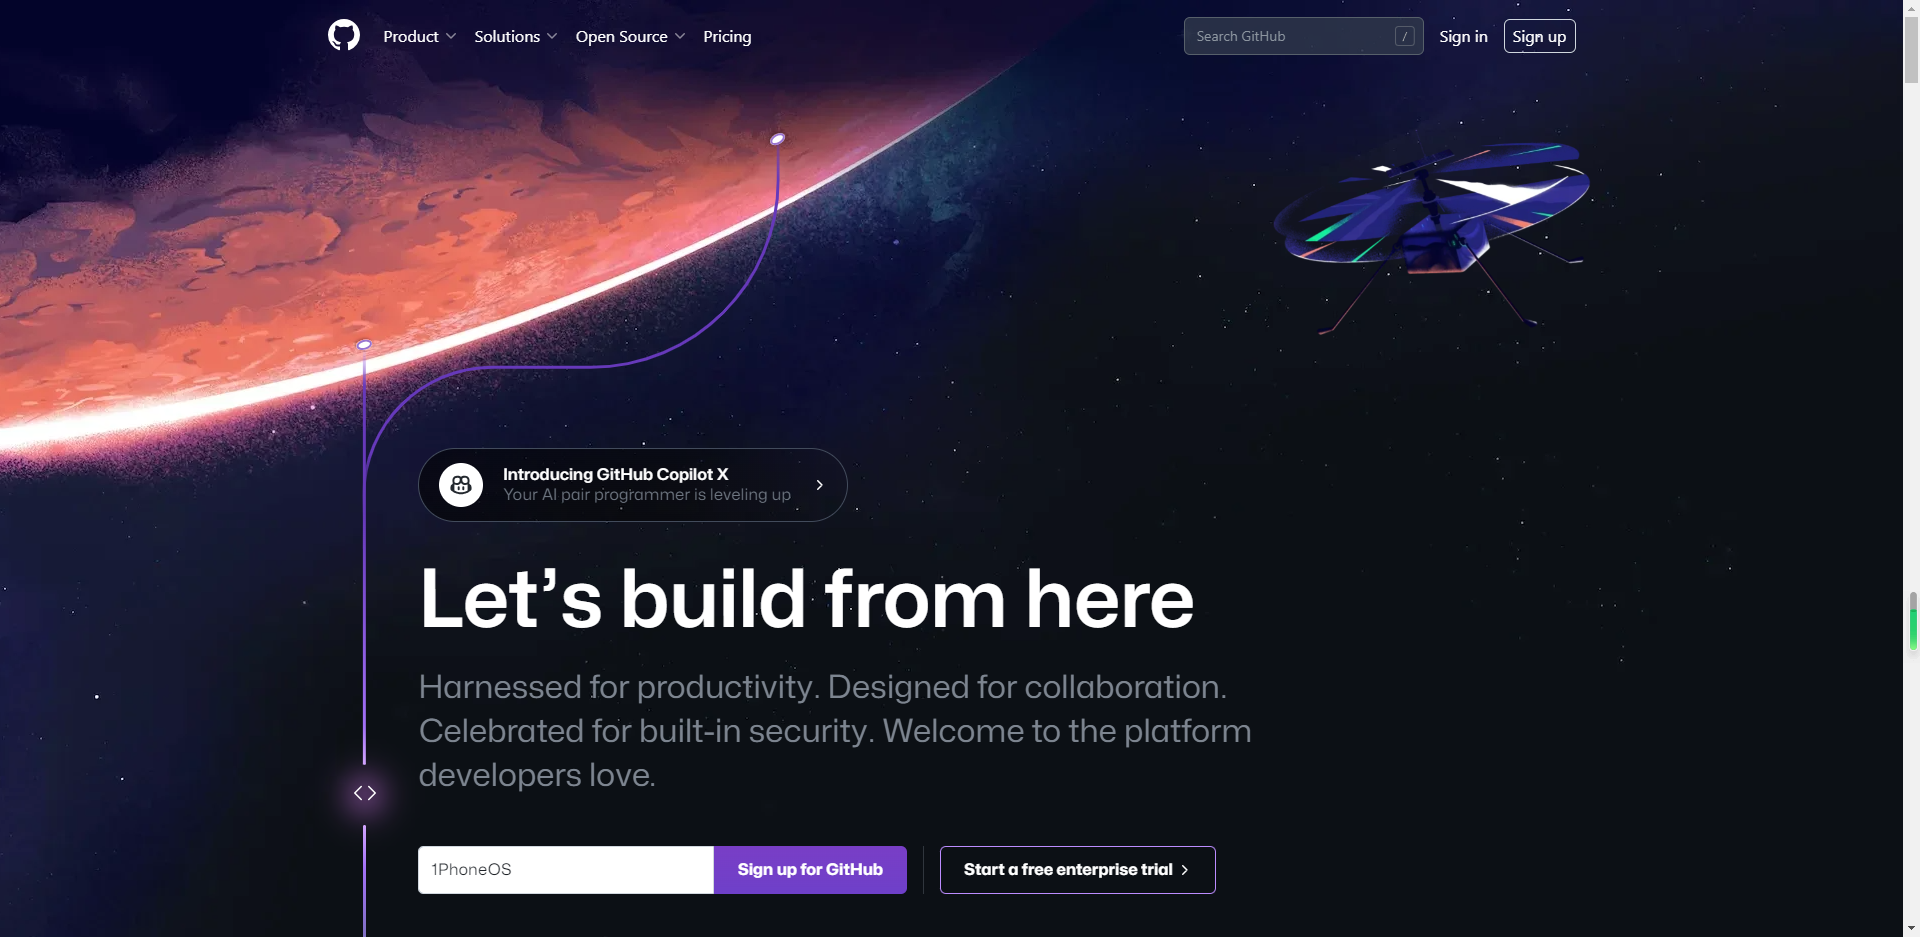 Product
Solutions
Open Source
Pricing
Search GitHub
/
Sign in
Sign up
Introducing GitHub Copilot X
Your AI pair programmer is leveling up
Let’s build from here
Harnessed for productivity. Designed for collaboration.
Celebrated for built-in security. Welcome to the platform
developers love.
1PhoneOS
Sign up for GitHub
Start a free enterprise trial